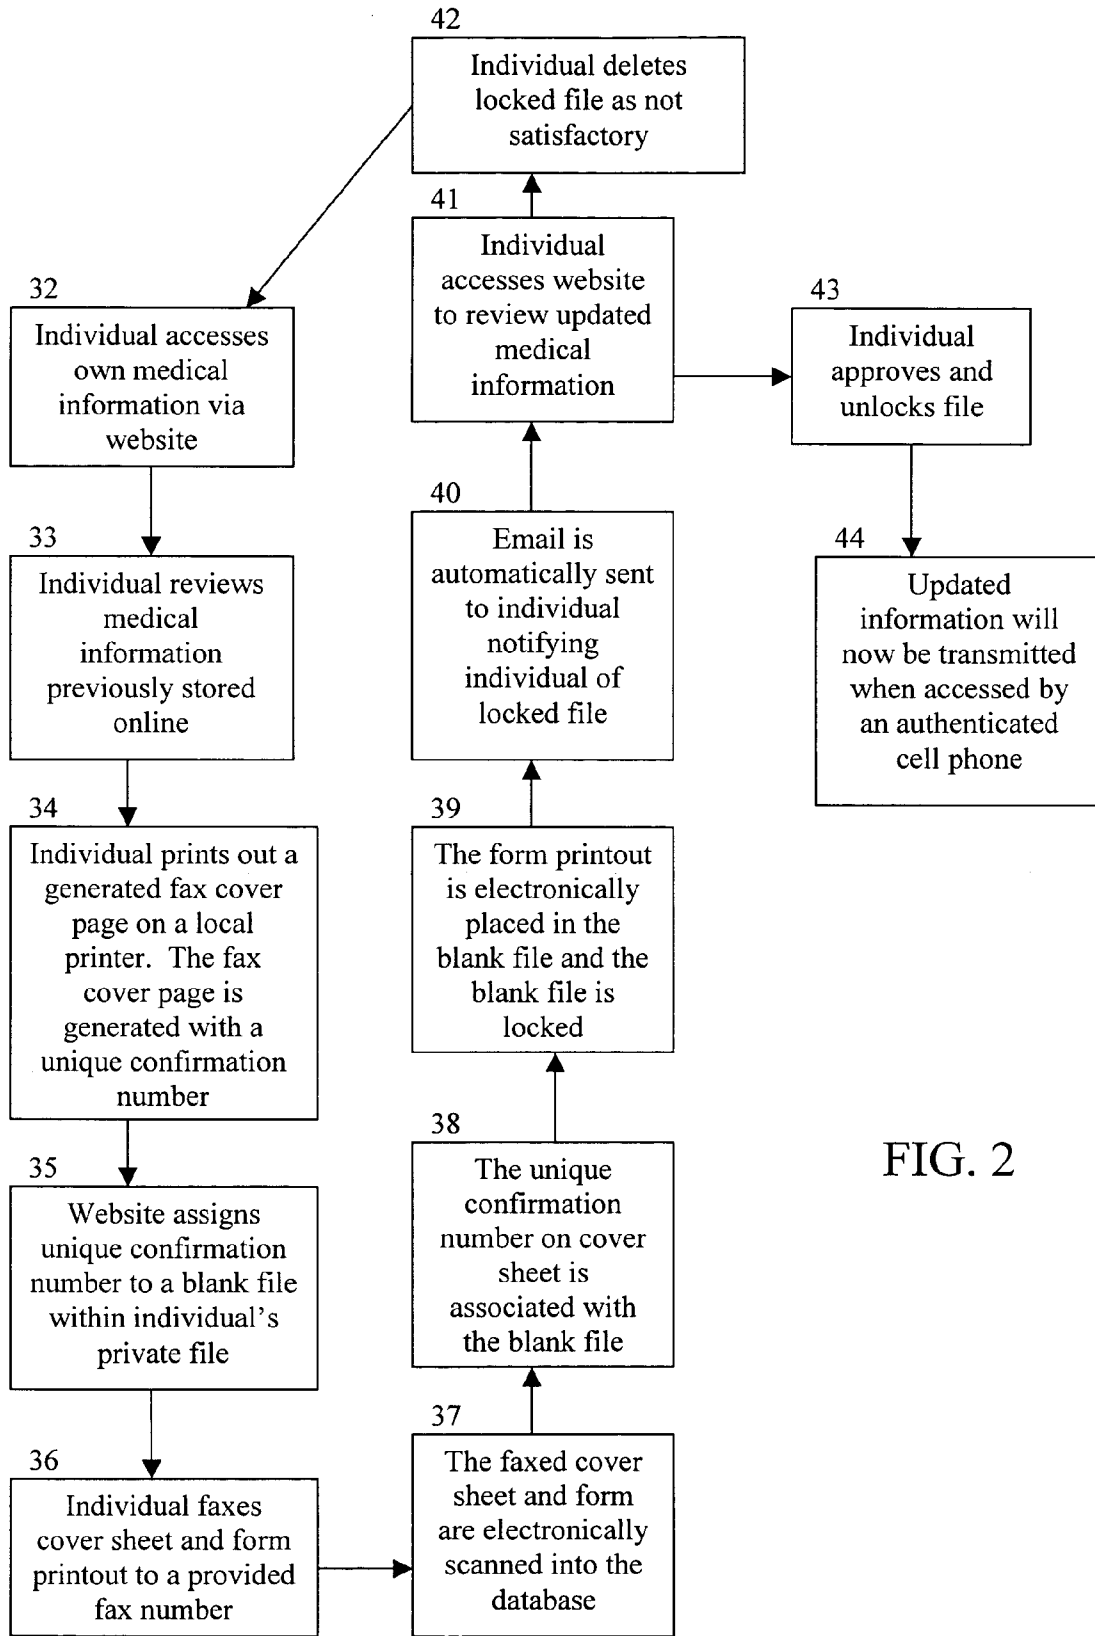 42
Individual deletes
locked file as not
satisfactory
41
Individual
accesses website
to review updated
medical
information
32
Individual accesses
own medical
information via
website
43
Individual
approves and
unlocks file
33
Individual reviews
medical
information
previously stored
online
40
Email is
automatically sent
to individual
notifying
individual of
locked file
44
Updated
information will
now be transmitted
when accessed by
an authenticated
cell phone
34
Individual prints out a
generated fax cover
page on a local
printer. The fax
cover page is
generated with a
unique confirmation
number
39
The form printout
is electronically
placed in the
blank file and the
blank file is
locked
35
Website assigns
unique confirmation
number to a blank file
within individual's
private file
38
The unique
confirmation
number on cover
sheet is
associated with
the blank file
FIG. 2
36
Individual faxes
cover sheet and form
printout to a provided
fax number
37
The faxed cover
sheet and form
are electronically
scanned into the
database